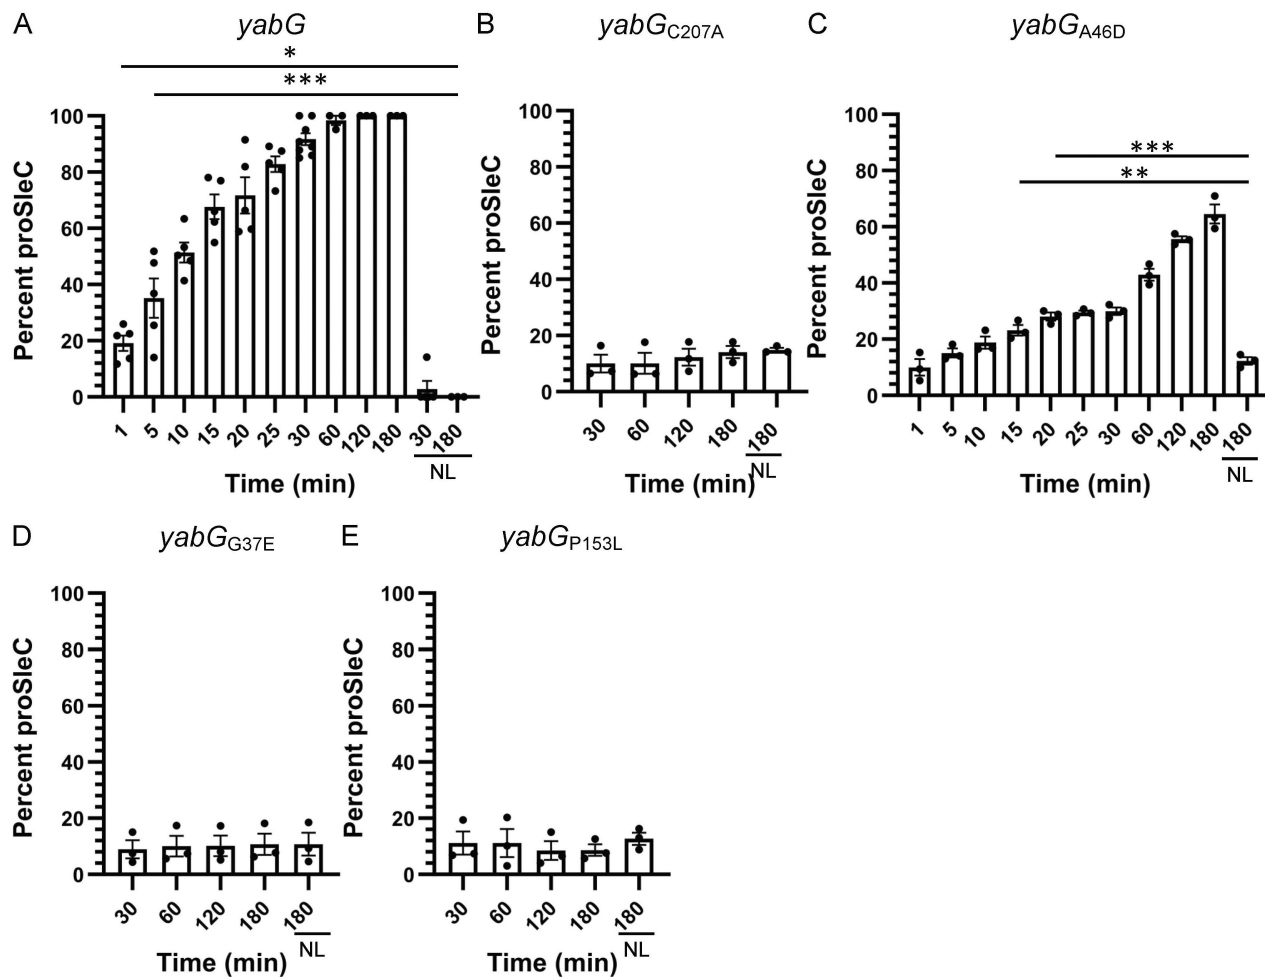 A yabG
*
***
Percent proSleC
100
80
60
40
20
0
1 5 10 15 20 25 30 60 120 180 30 180
NL
Time (min)
B yabGC207A
Percent proSleC
100
80
60
40
20
0
30 60 120 180 180
NL
Time (min)
C yabGA46D
***
**
Percent proSleC
100
80
60
40
20
0
1 5 10 15 20 25 30 60 120 180 180
NL
Time (min)
D yabGG37E
Percent proSleC
100
80
60
40
20
0
30 60 120 180 180
NL
Time (min)
E yabGP153L
Percent proSleC
100
80
60
40
20
0
30 60 120 180 180
NL
Time (min)